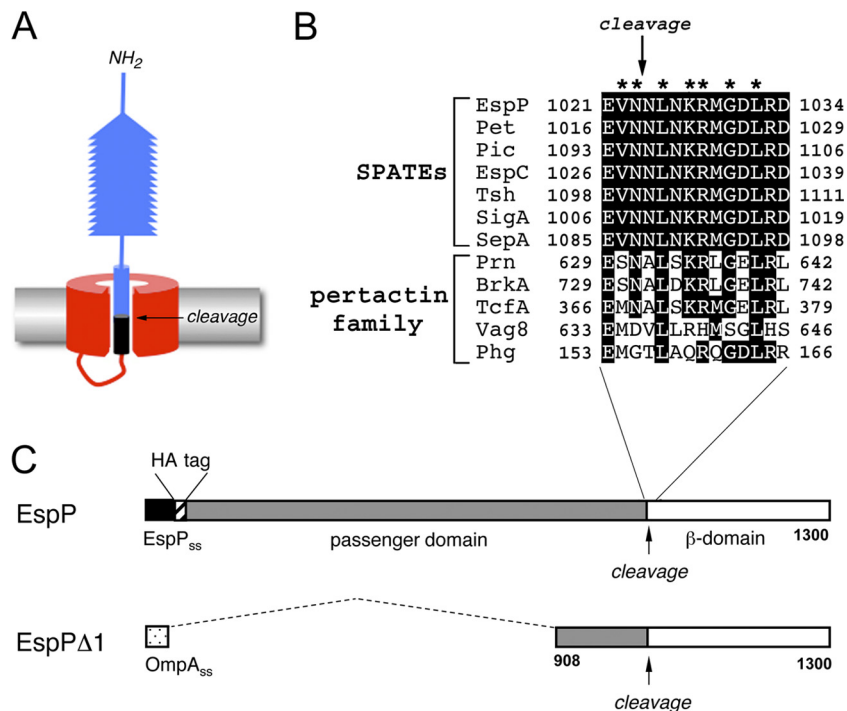 A
NH2
cleavage
B
cleavage
** * ** * *
SPATEs
EspP 1021 EVNNLNKRMGDLRD 1034
Pet 1016 EVNNLNKRMGDLRD 1029
Pic 1093 EVNNLNKRMGDLRD 1106
EspC 1026 EVNNLNKRMGDLRD 1039
Tsh 1098 EVNNLNKRMGDLRD 1111
SigA 1006 EVNNLNKRMGDLRD 1019
SepA 1085 EVNNLNKRMGDLRD 1098
pertactin
family
Prn 629 ESNALSKRLGELRL 642
BrkA 729 ESNALDKRLGELRL 742
TcfA 366 EMNALSKRMGELRL 379
Vag8 633 EMDVLLRHMSGLHS 646
Phg 153 EMGTLAQRQGDLRR 166
C
HA tag
EspP
EspPss
passenger domain
β-domain
1300
cleavage
EspPΔ1
OmpAss
908
1300
cleavage